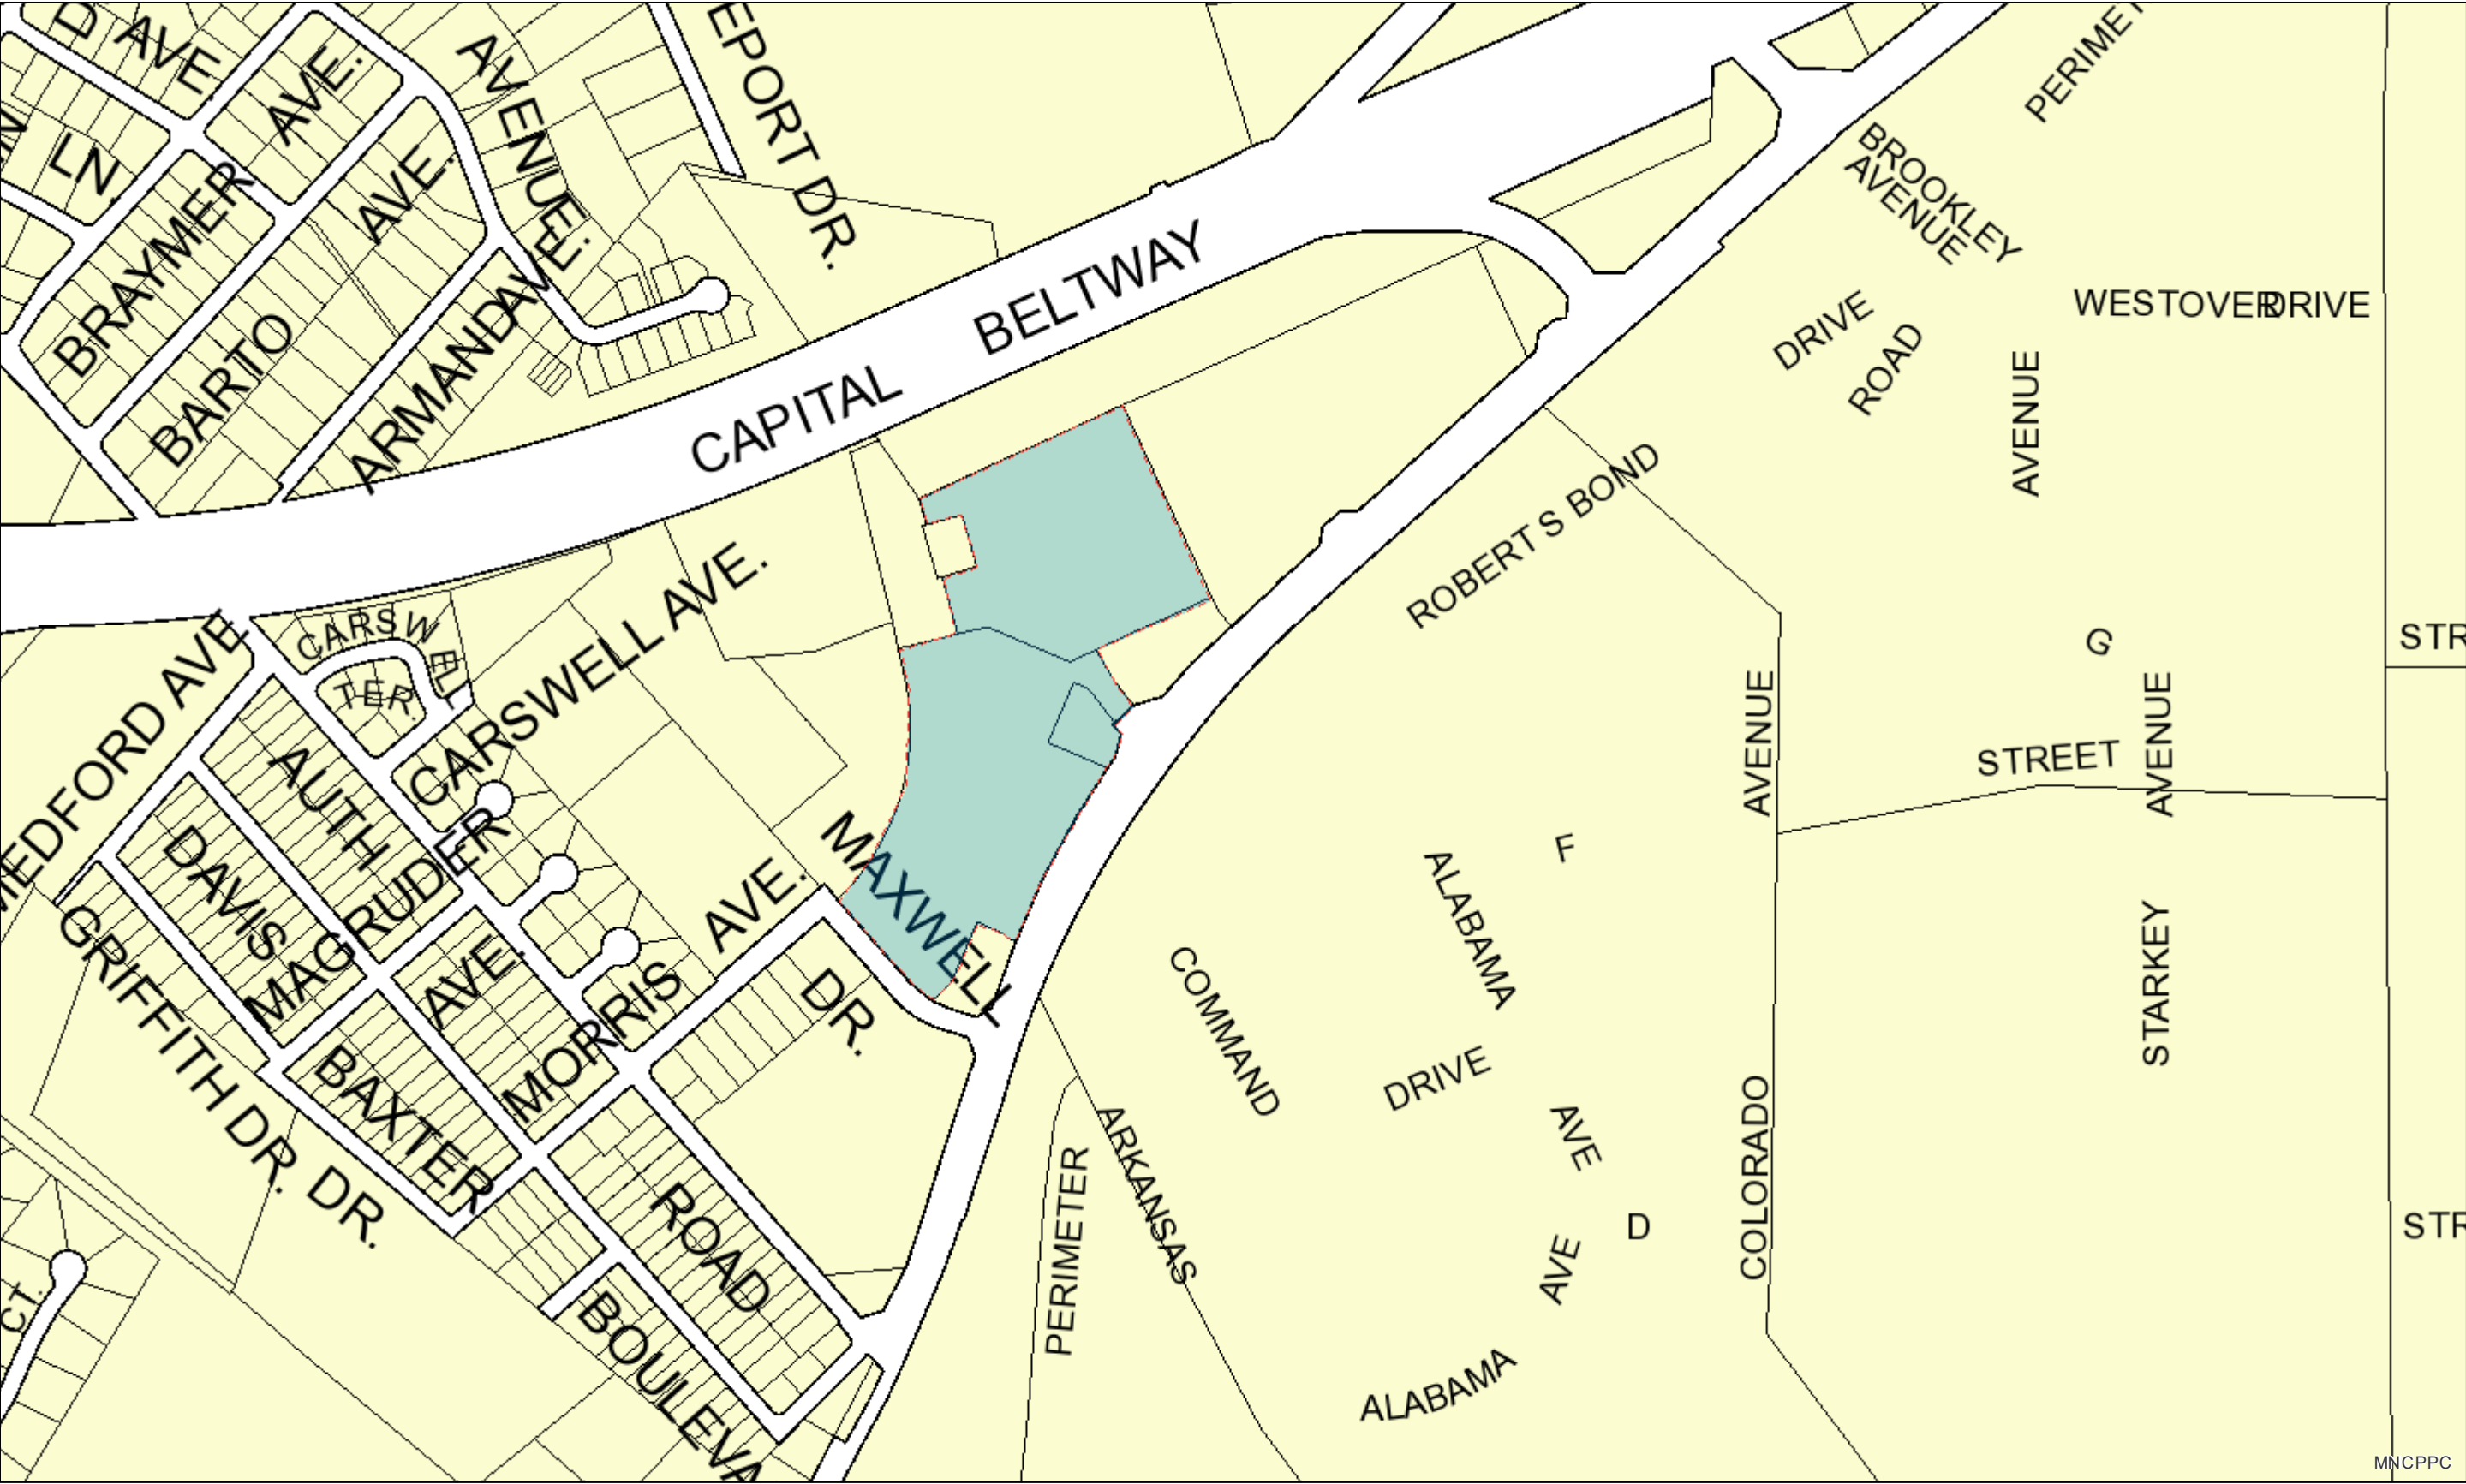 D AVE.
AVE.
AVENUE
EPORT DR.
PERIMET
LN.
BRAYMER
AVE.
AVE.
BARTO
ARMAND
BROOKLEY
AVENUE
WESTOVER DRIVE
DRIVE
ROAD
AVENUE
CAPITAL BELTWAY
ROBERT S BOND
CARSWELL
TER.
CARSWELL AVE.
MEDFORD AVE
G
STR
AVENUE
AVENUE
STREET
AUTH
DAVIS
MAGRUDER
AVE.
GRIFFITH DR.
MAXWELL
DR.
MORRIS
AVE.
BAXTER
DR.
ROAD
BOULEVA
CT.
F
ALABAMA
COMMAND
DRIVE
STARKEY
AVE
COLORADO
ARKANSAS
PERIMETER
D
AVE
STR
ALABAMA
MNCPPC